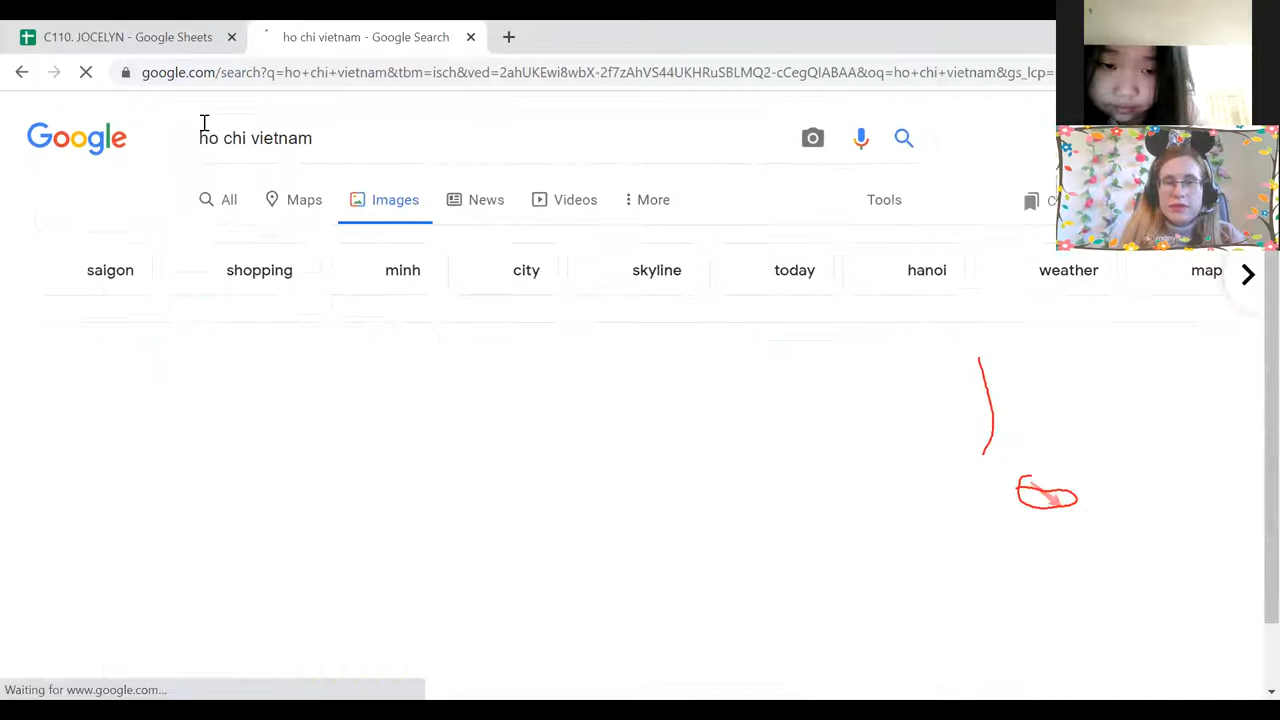 C110. JOCELYN - Google Sheets
ho chi vietnam - Google Search
google.com/search?q=ho+chi+vietnam&tbm=isch&ved=2ahUKEwi8wbX-2f7zAhVS44UKHRuSBLMQ2-cCegQIABAA&oq=ho+chi+vietnam&gs_lcp=
Google
ho chi vietnam
All Maps Images News Videos More Tools
saigon shopping minh city skyline today hanoi weather map
Waiting for www.google.com...